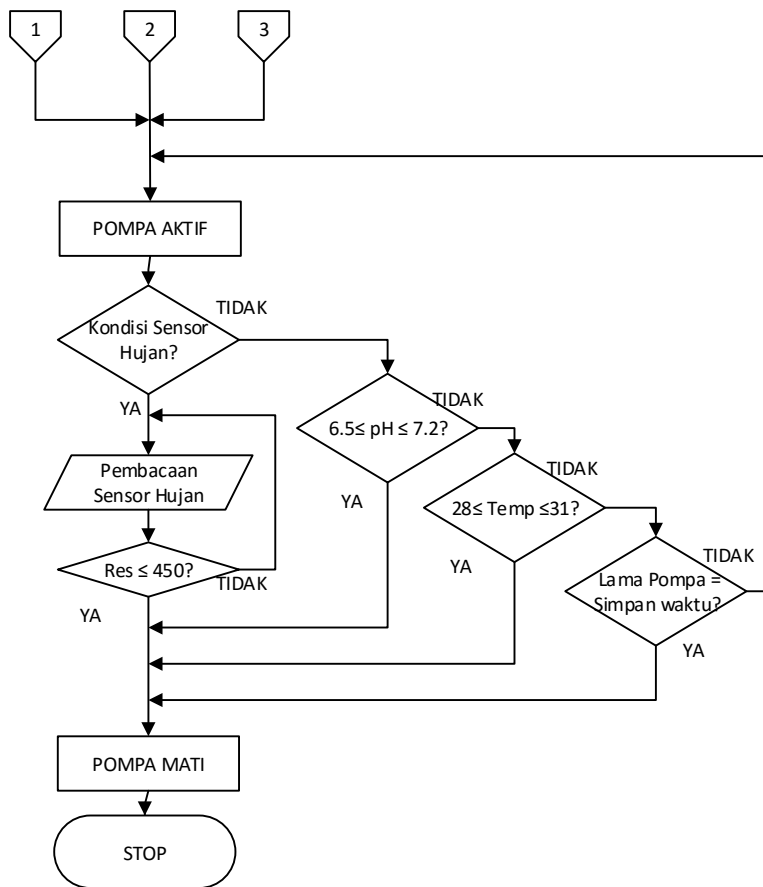 1
2
3
POMPA AKTIF
TIDAK
Kondisi Sensor
Hujan?
YA
TIDAK
6.5≤ pH ≤ 7.2?
YA
Pembacaan
Sensor Hujan
TIDAK
28≤ Temp ≤31?
YA
Res ≤ 450?
TIDAK
YA
TIDAK
Lama Pompa =
Simpan waktu?
YA
POMPA MATI
STOP